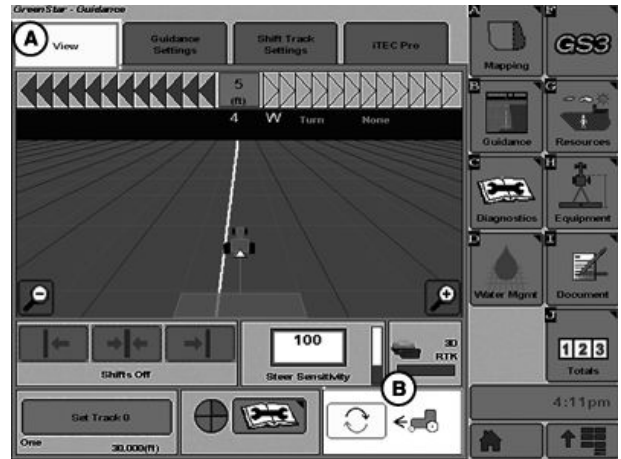 GreenStar - Guidance
A
View
Guidance
Settings
Shift Track
Settings
iTEC Pro
5
(ft)
4 W Turn None
Shifts Off
100
Steer Sensitivity
3D
RTK
B
Set Track 0
One
30.000(ft)
A
Mapping
F
GS3
B
Guidance
G
Resources
C
Diagnostics
H
Equipment
D
Water Mgmt
I
Document
J
123
Totals
4:11pm